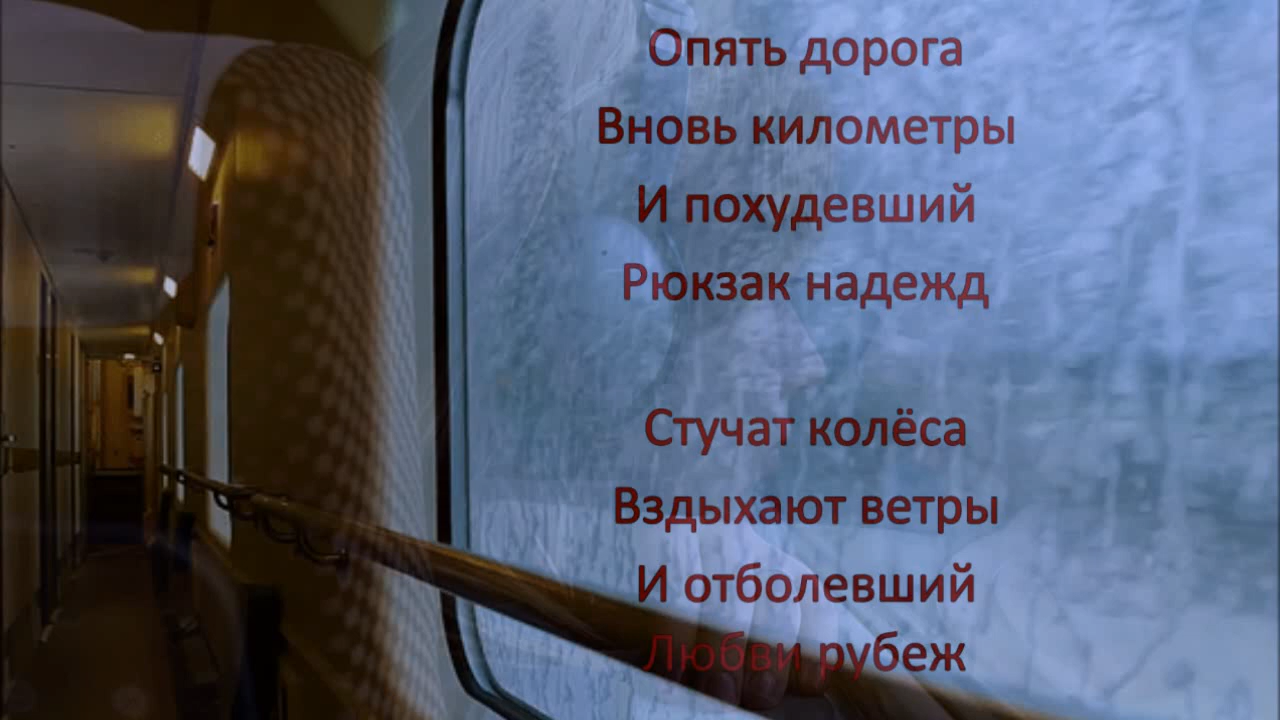 Опять дорога
Вновь километры
И похудевший
Рюкзак надежд
Стучат колёса
Вздыхают ветры
И отболевший
Любви рубеж